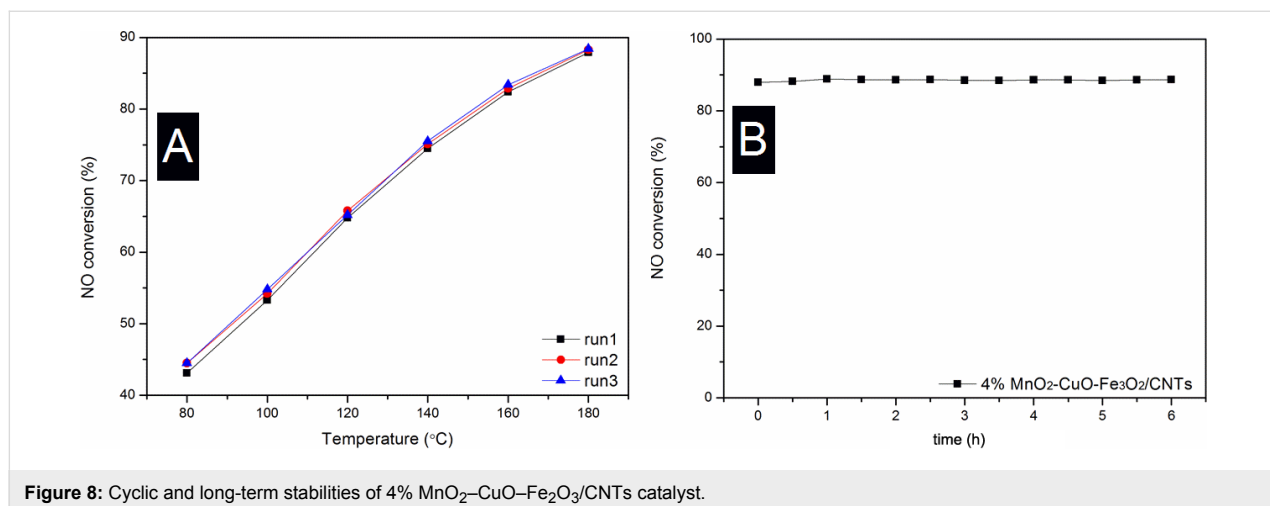 A
NO conversion (%)
90
80
70
60
50
40
80 100 120 140 160 180
Temperature (°C)
run1
run2
run3
B
NO conversion (%)
100
80
60
40
20
0
0 1 2 3 4 5 6
time (h)
4% MnO₂-CuO-Fe₃O₂/CNTs
Figure 8: Cyclic and long-term stabilities of 4% MnO₂–CuO–Fe₂O₃/CNTs catalyst.